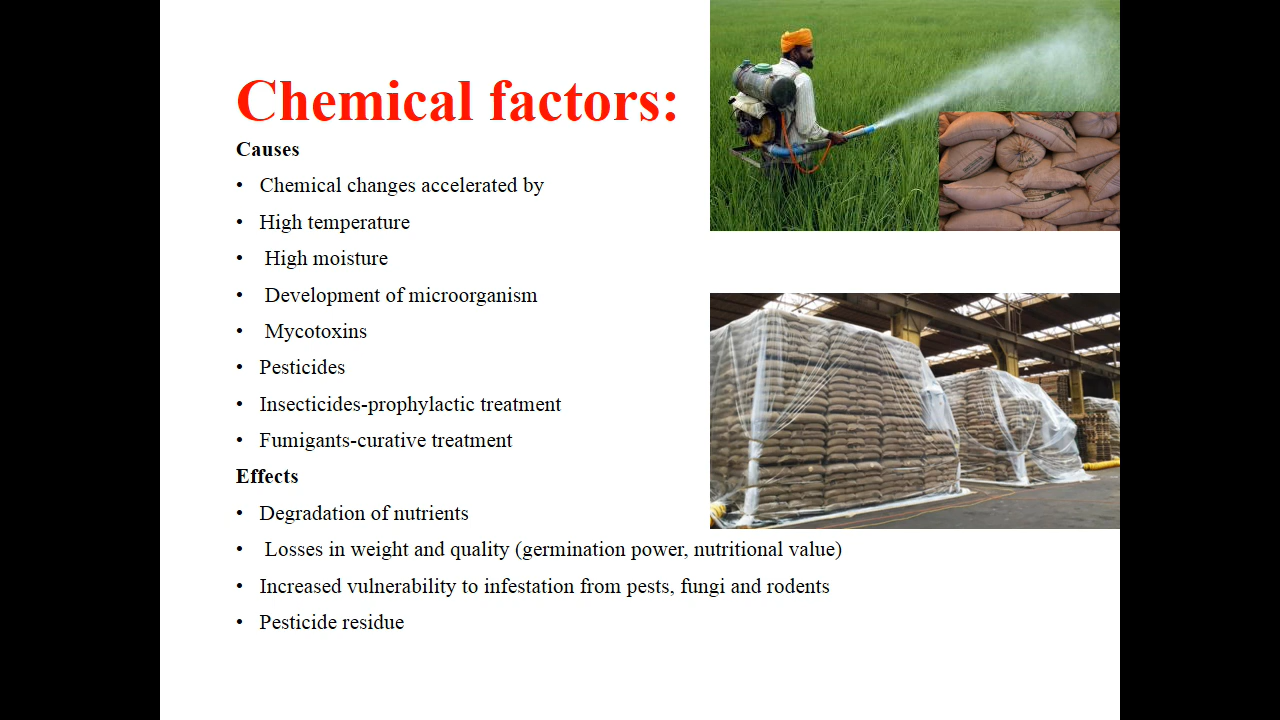 Chemical factors:
Causes
• Chemical changes accelerated by
• High temperature
• High moisture
• Development of microorganism
• Mycotoxins
• Pesticides
• Insecticides-prophylactic treatment
• Fumigants-curative treatment
Effects
• Degradation of nutrients
• Losses in weight and quality (germination power, nutritional value)
• Increased vulnerability to infestation from pests, fungi and rodents
• Pesticide residue